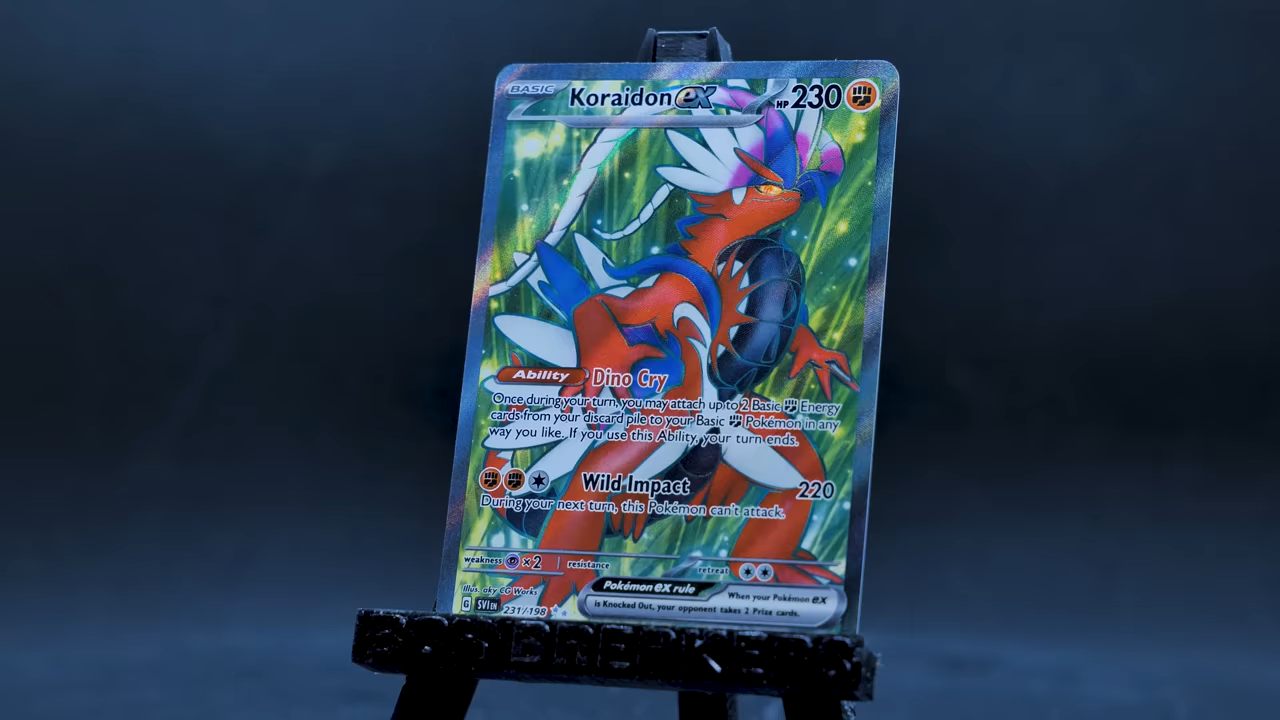 BASIC Koraidon ex HP 230
Ability Dino Cry
Once during your turn, you may attach up to 2 Basic Energy
cards from your discard pile to your Basic Pokémon in any
way you like. If you use this Ability, your turn ends.
Wild Impact 220
During your next turn, this Pokémon can't attack.
weakness ×2 resistance retreat
Illus. aky CG Works
Pokémon ex rule When your Pokémon ex
is Knocked Out, your opponent takes 2 Prize cards.
G SVI EN 231/198